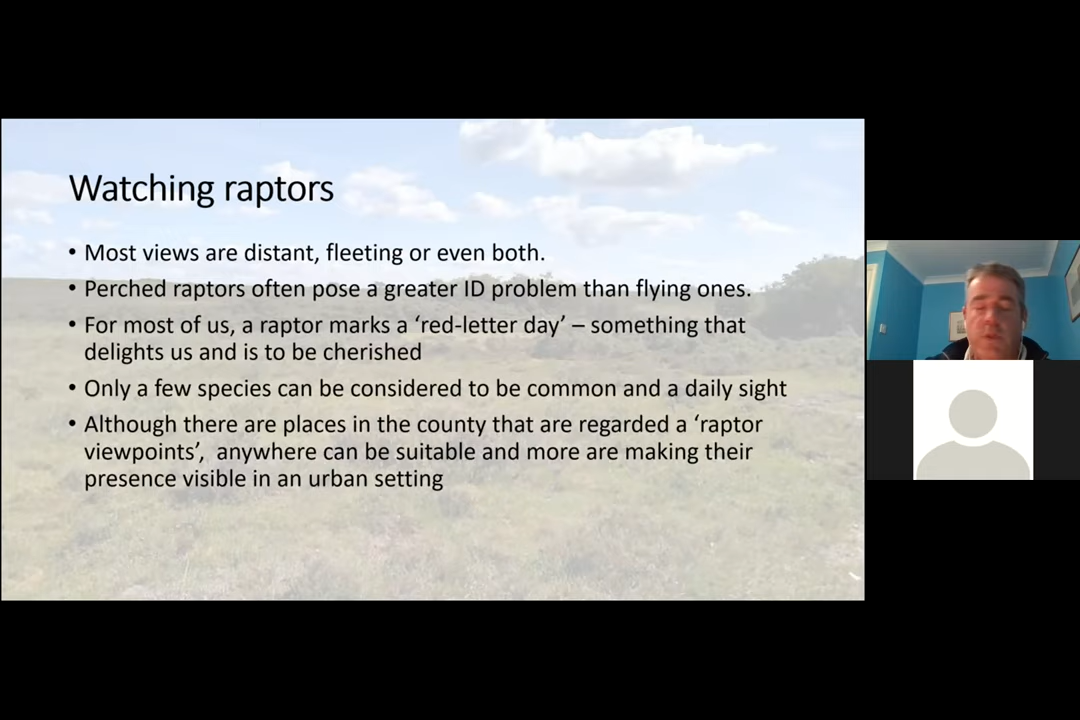 Watching raptors
• Most views are distant, fleeting or even both.
• Perched raptors often pose a greater ID problem than flying ones.
• For most of us, a raptor marks a ‘red-letter day’ – something that
delights us and is to be cherished
• Only a few species can be considered to be common and a daily sight
• Although there are places in the county that are regarded a ‘raptor
viewpoints’,  anywhere can be suitable and more are making their
presence visible in an urban setting